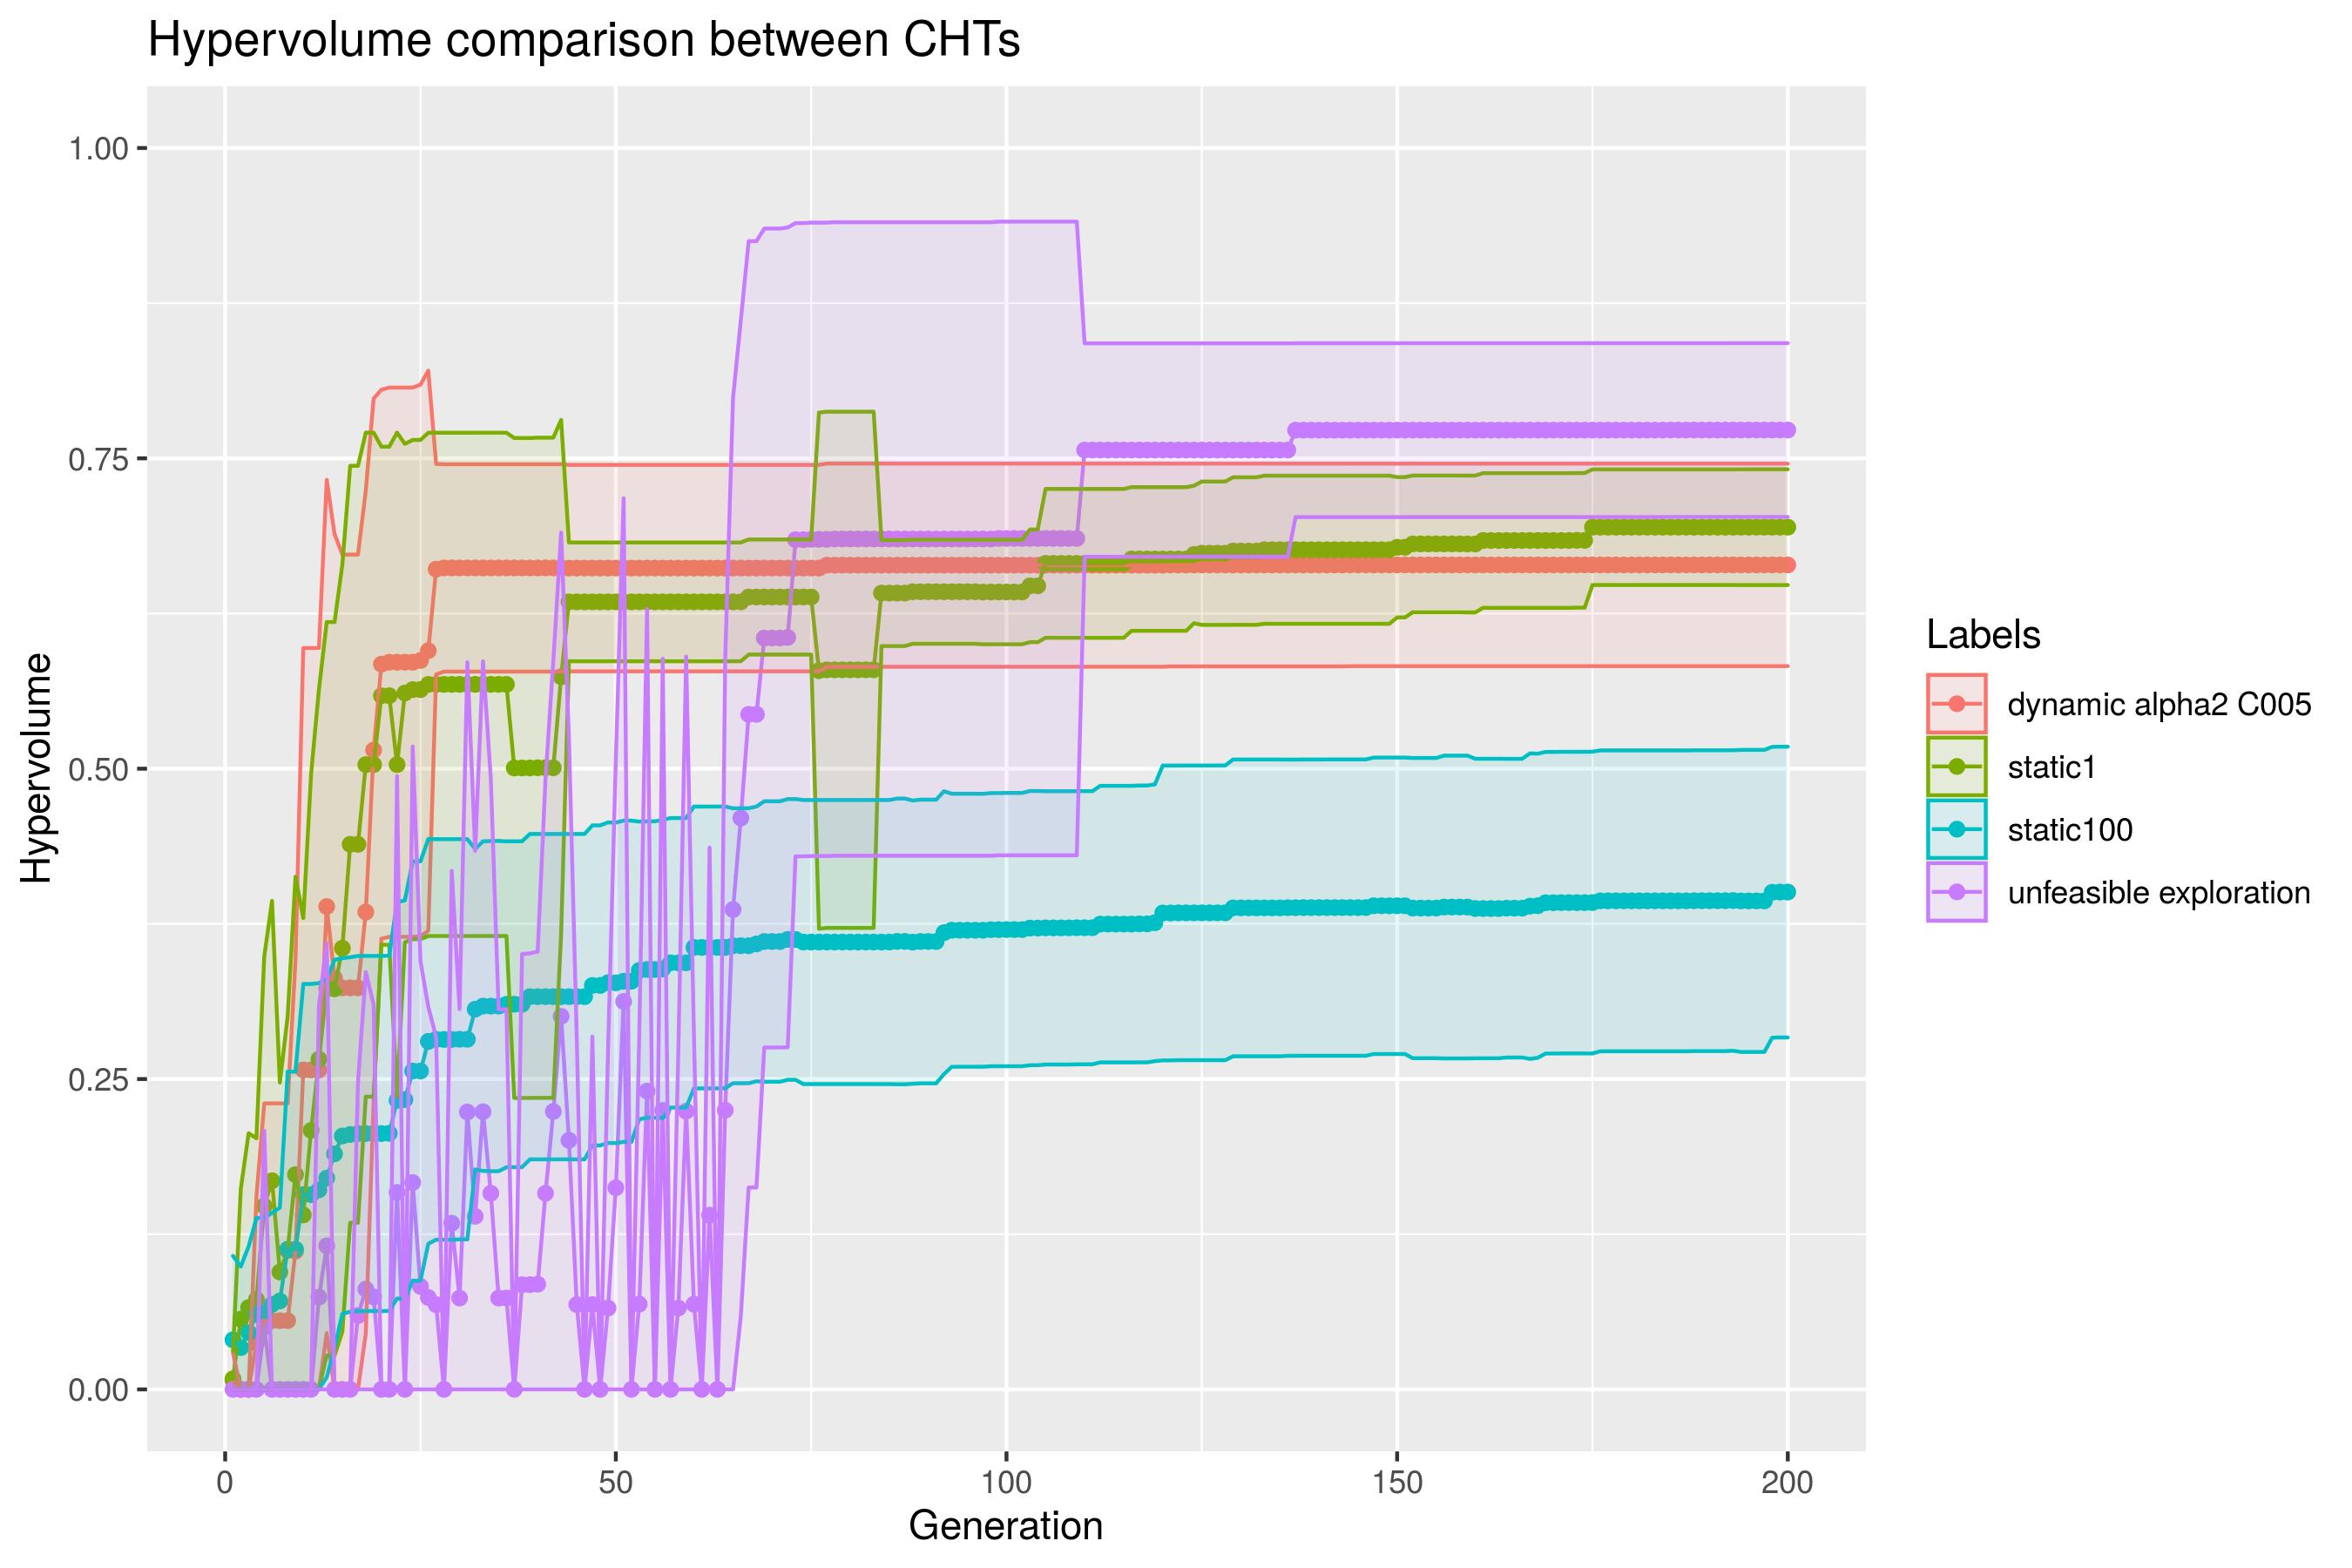 Hypervolume comparison between CHTs
1.00
0.75
0.50
0.25
0.00
Hypervolume
0
50
100
150
200
Generation
Labels
dynamic alpha2 C005
static1
static100
unfeasible exploration